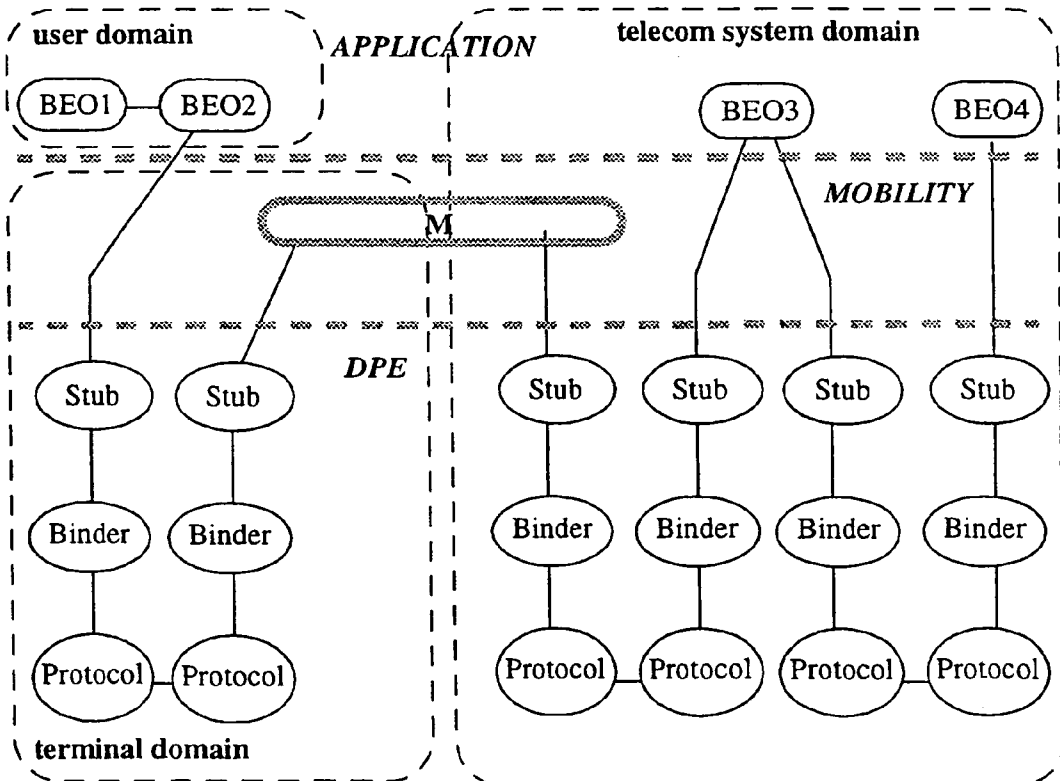 user domain
APPLICATION
telecom system domain
BEO1
BEO2
BEO3
BEO4
MOBILITY
M
DPE
Stub
Stub
Stub
Stub
Stub
Stub
Binder
Binder
Binder
Binder
Binder
Binder
Protocol
Protocol
Protocol
Protocol
Protocol
Protocol
terminal domain